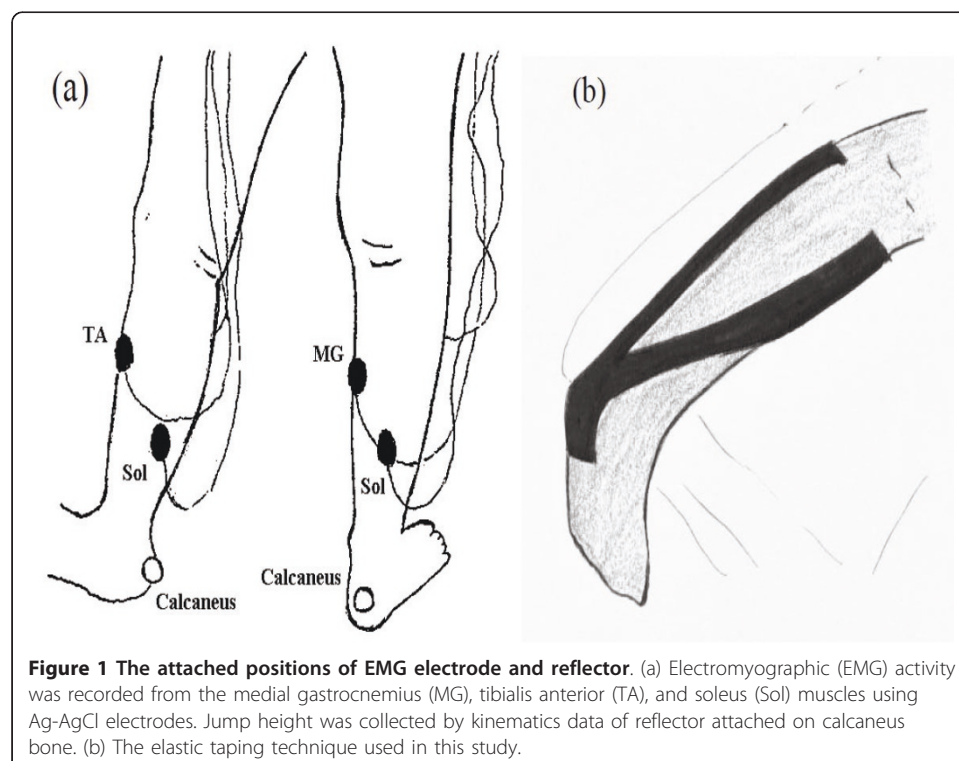 (a)
(b)
TA
MG
Sol
Sol
Calcaneus
Calcaneus
Figure 1 The attached positions of EMG electrode and reflector. (a) Electromyographic (EMG) activity
was recorded from the medial gastrocnemius (MG), tibialis anterior (TA), and soleus (Sol) muscles using
Ag-AgCl electrodes. Jump height was collected by kinematics data of reflector attached on calcaneus
bone. (b) The elastic taping technique used in this study.